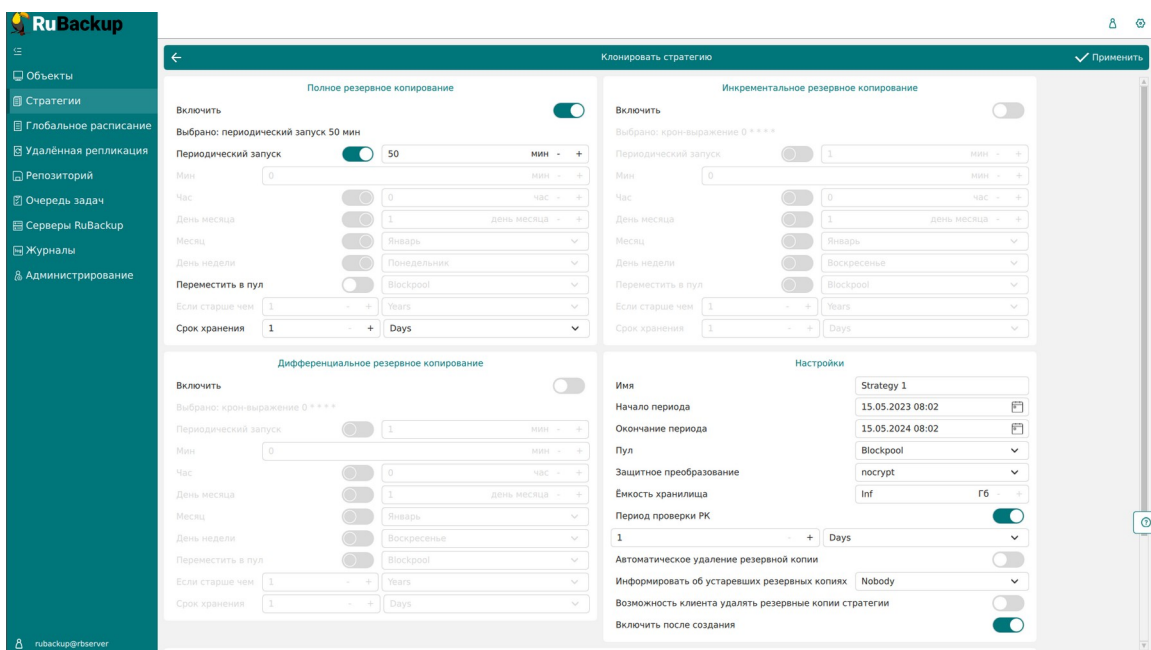 RuBackup
Объекты
Стратегии
Глобальное расписание
Удалённая репликация
Репозиторий
Очередь задач
Серверы RuBackup
Журналы
Администрирование
rubackup@rbserver
Клонировать стратегию
Применить
Полное резервное копирование
Включить
Выбрано: периодический запуск 50 мин
Периодический запуск 50 мин - +
Мин 0 мин - +
Час 0 час - +
День месяца 1 день месяца - +
Месяц Январь
День недели Понедельник
Переместить в пул Blockpool
Если старше чем 1 - + Years
Срок хранения 1 - + Days
Инкрементальное резервное копирование
Включить
Выбрано: крон-выражение 0 * * * *
Периодический запуск 1 мин - +
Мин 0 мин - +
Час 0 час - +
День месяца 1 день месяца - +
Месяц Январь
День недели Воскресенье
Переместить в пул Blockpool
Если старше чем 1 - + Years
Срок хранения 1 - + Days
Дифференциальное резервное копирование
Включить
Выбрано: крон-выражение 0 * * * *
Периодический запуск 1 мин - +
Мин 0 мин - +
Час 0 час - +
День месяца 1 день месяца - +
Месяц Январь
День недели Воскресенье
Переместить в пул Blockpool
Если старше чем 1 - + Years
Срок хранения 1 - + Days
Настройки
Имя Strategy 1
Начало периода 15.05.2023 08:02
Окончание периода 15.05.2024 08:02
Пул Blockpool
Защитное преобразование nocrypt
Ёмкость хранилища Inf Гб - +
Период проверки РК
1 - + Days
Автоматическое удаление резервной копии
Информировать об устаревших резервных копиях Nobody
Возможность клиента удалять резервные копии стратегии
Включить после создания